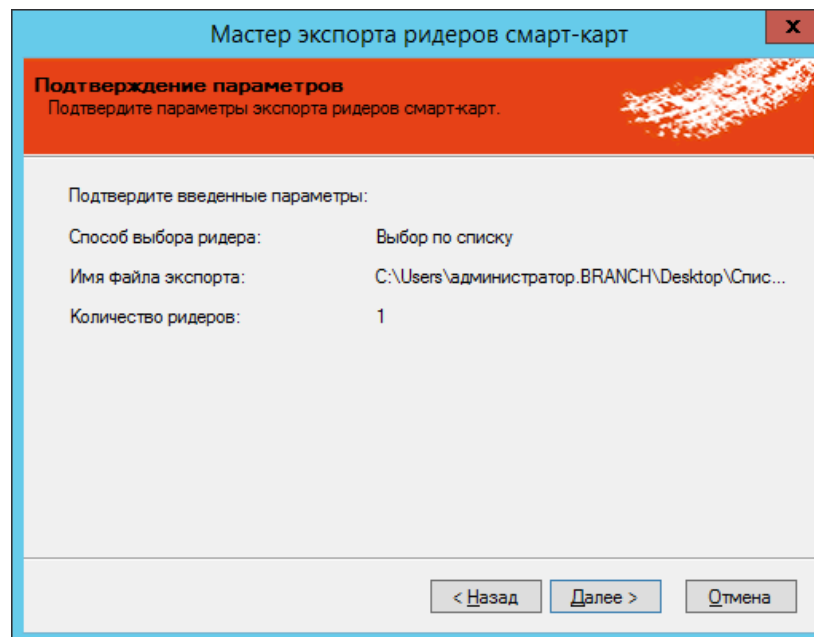 Мастер экспорта ридеров смарт-карт
x
Подтверждение параметров
Подтвердите параметры экспорта ридеров смарт-карт.
Подтвердите введенные параметры:
Способ выбора ридера: Выбор по списку
Имя файла экспорта: C:\Users\администратор.BRANCH\Desktop\Спис...
Количество ридеров: 1
< Назад Далее > Отмена